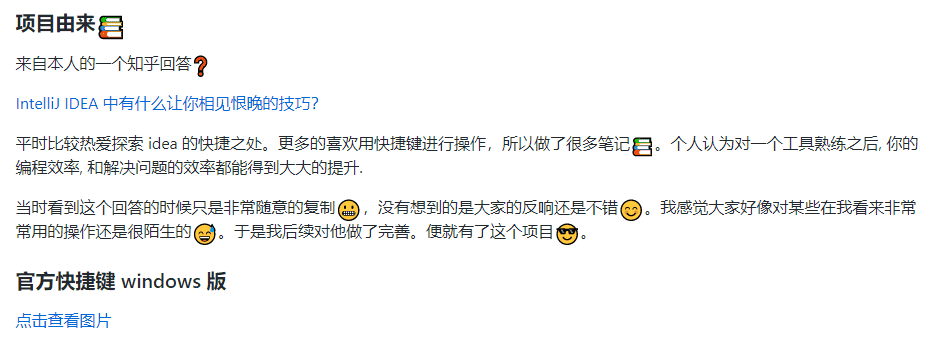 项目由来📚
来自本人的一个知乎回答❓
IntelliJ IDEA 中有什么让你相见恨晚的技巧？
平时比较热爱探索 idea 的快捷之处。更多的喜欢用快捷键进行操作，所以做了很多笔记📚。个人认为对一个工具熟练之后, 你的
编程效率, 和解决问题的效率都能得到大大的提升.
当时看到这个回答的时候只是非常随意的复制😬，没有想到的是大家的反响还是不错😊。我感觉大家好像对某些在我看来非常
常用的操作还是很陌生的😅。于是我后续对他做了完善。便就有了这个项目😎。
官方快捷键 windows 版
点击查看图片